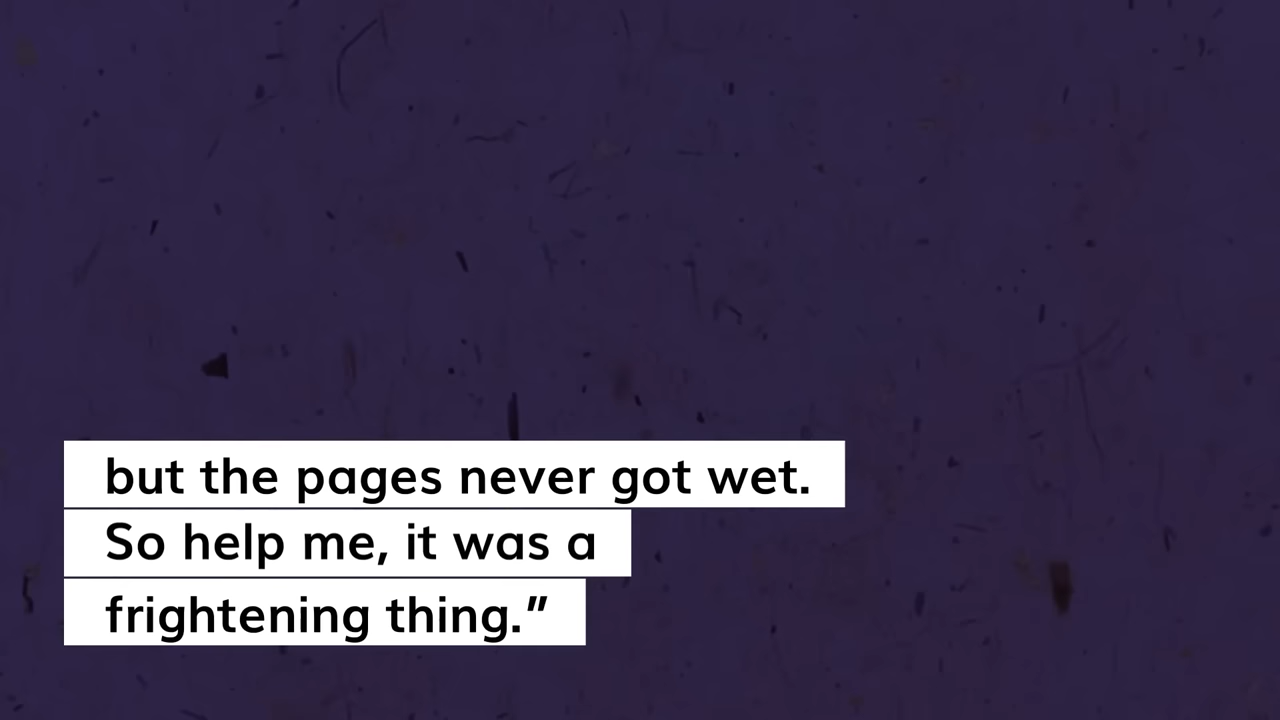 but the pages never got wet.
So help me, it was a
frightening thing.”